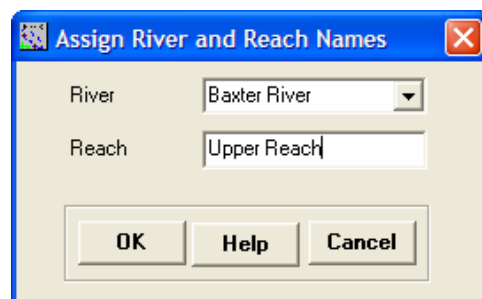 Assign River and Reach Names
River Baxter River
Reach Upper Reach
OK Help Cancel